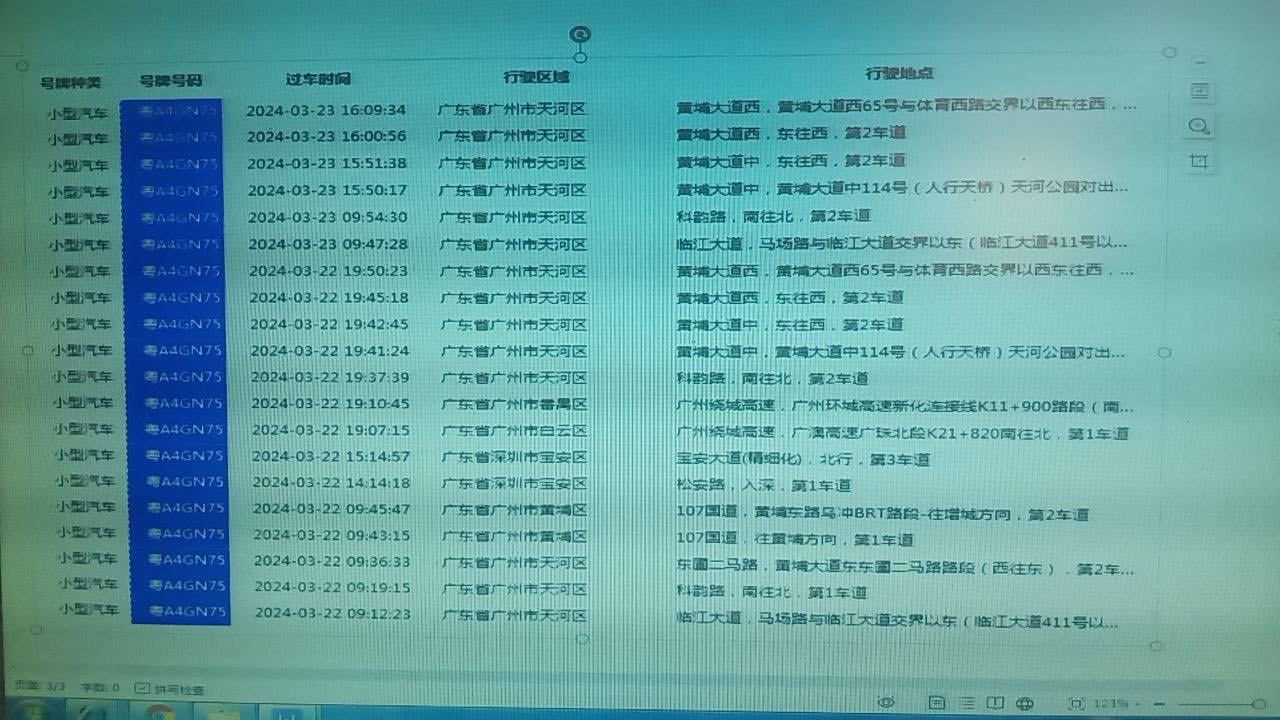 号牌种类 号牌号码 过车时间 行驶区域 行驶地点
小型汽车 粤A4GN75 2024-03-23 16:09:34 广东省广州市天河区 黄埔大道西，黄埔大道西65号与体育西路交界以西东往西，...
小型汽车 粤A4GN75 2024-03-23 16:00:56 广东省广州市天河区 黄埔大道西，东往西，第2车道
小型汽车 粤A4GN75 2024-03-23 15:51:38 广东省广州市天河区 黄埔大道中，东往西，第2车道
小型汽车 粤A4GN75 2024-03-23 15:50:17 广东省广州市天河区 黄埔大道中，黄埔大道中114号（人行天桥）天河公园对出...
小型汽车 粤A4GN75 2024-03-23 09:54:30 广东省广州市天河区 科韵路，南往北，第2车道
小型汽车 粤A4GN75 2024-03-23 09:47:28 广东省广州市天河区 临江大道，马场路与临江大道交界以东（临江大道411号以...
小型汽车 粤A4GN75 2024-03-22 19:50:23 广东省广州市天河区 黄埔大道西，黄埔大道西65号与体育西路交界以西东往西，...
小型汽车 粤A4GN75 2024-03-22 19:45:18 广东省广州市天河区 黄埔大道西，东往西，第2车道
小型汽车 粤A4GN75 2024-03-22 19:42:45 广东省广州市天河区 黄埔大道中，东往西，第2车道
小型汽车 粤A4GN75 2024-03-22 19:41:24 广东省广州市天河区 黄埔大道中，黄埔大道中114号（人行天桥）天河公园对出...
小型汽车 粤A4GN75 2024-03-22 19:37:39 广东省广州市天河区 科韵路，南往北，第2车道
小型汽车 粤A4GN75 2024-03-22 19:10:45 广东省广州市番禺区 广州绕城高速，广州环城高速新化连接线K11+900路段（南...
小型汽车 粤A4GN75 2024-03-22 19:07:15 广东省广州市白云区 广州绕城高速，广澳高速广珠北段K21+820南往北，第1车道
小型汽车 粤A4GN75 2024-03-22 15:14:57 广东省深圳市宝安区 宝安大道(精细化)，北行，第3车道
小型汽车 粤A4GN75 2024-03-22 14:14:18 广东省深圳市宝安区 松安路，入深，第1车道
小型汽车 粤A4GN75 2024-03-22 09:45:47 广东省广州市黄埔区 107国道，黄埔东路乌冲BRT路段-往增城方向，第2车道
小型汽车 粤A4GN75 2024-03-22 09:43:15 广东省广州市黄埔区 107国道，往黄埔方向，第1车道
小型汽车 粤A4GN75 2024-03-22 09:36:33 广东省广州市天河区 东圃二马路，黄埔大道东东圃二马路路段（西往东），第2车...
小型汽车 粤A4GN75 2024-03-22 09:19:15 广东省广州市天河区 科韵路，南往北，第1车道
小型汽车 粤A4GN75 2024-03-22 09:12:23 广东省广州市天河区 临江大道，马场路与临江大道交界以东（临江大道411号以...
页面: 3/3 字数: 0 拼写检查 123%